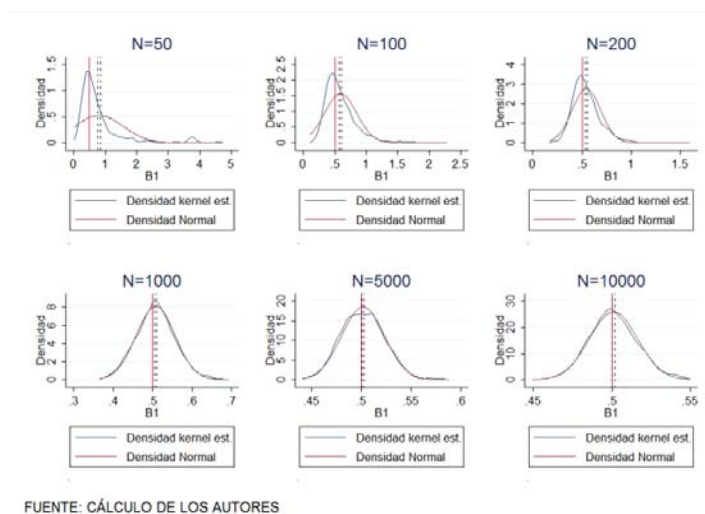 N=50
Densidad
0 .5 1 1.5
0 1 2 3 4 5
B1
Densidad kernel est.
Densidad Normal
N=100
Densidad
0 .5 1 1.5 2 2.5
0 .5 1 1.5 2 2.5
B1
Densidad kernel est.
Densidad Normal
N=200
Densidad
0 1 2 3 4
0 .5 1 1.5
B1
Densidad kernel est.
Densidad Normal
N=1000
Densidad
0 2 4 6 8
.3 .4 .5 .6 .7
B1
Densidad kernel est.
Densidad Normal
N=5000
Densidad
0 5 10 15 20
.45 .5 .55 .6
B1
Densidad kernel est.
Densidad Normal
N=10000
Densidad
0 10 20 30
.45 .5 .55
B1
Densidad kernel est.
Densidad Normal
FUENTE: CÁLCULO DE LOS AUTORES